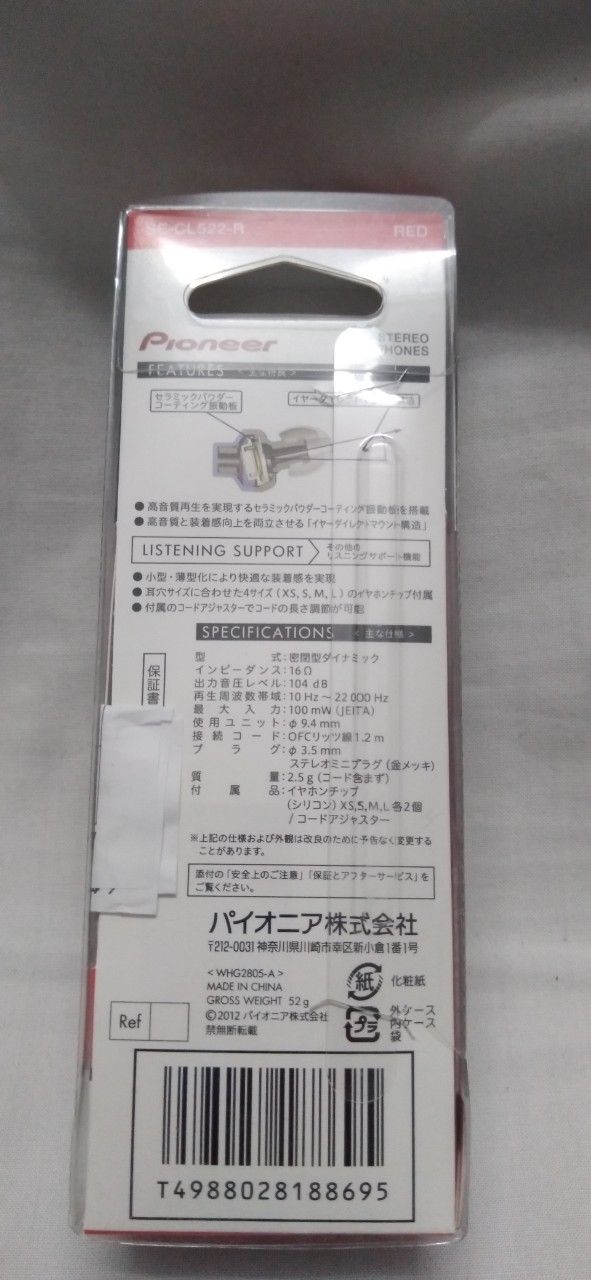 SE-CL522-R RED
Pioneer
STEREO
PHONES
FEATURES <主な特長>
セラミックパウダー
コーティング振動板
● 高音質再生を実現するセラミックパウダーコーティング振動板を搭載
● 高音質と装着感向上を両立させる「イヤーダイレクトマウント構造」
LISTENING SUPPORT その他の
リスニングサポート機能
● 小型・薄型化により快適な装着感を実現
● 耳穴サイズに合わせた4サイズ（XS, S, M, L）のイヤホンチップ付属
● 付属のコードアジャスターでコードの長さ調節が可能
SPECIFICATIONS <主な仕様>
保証書
型式：密閉型ダイナミック
インピーダンス：16Ω
出力音圧レベル：104 dB
再生周波数帯域：10 Hz～22 000 Hz
最大入力：100 mW (JEITA)
使用ユニット：φ9.4 mm
接続コード：OFCリッツ線1.2 m
プラグ：φ3.5 mm
ステレオミニプラグ（金メッキ）
質量：2.5 g（コード含まず）
付属品：イヤホンチップ
（シリコン）XS,S,M,L 各2個
/ コードアジャスター
※上記の仕様および外観は改良のために予告なく変更する
ことがあります。
添付の「安全上のご注意」「保証とアフターサービス」を
ご覧ください。
パイオニア株式会社
〒212-0031 神奈川県川崎市幸区新小倉1番1号
<WHG2805-A>
MADE IN CHINA
GROSS WEIGHT 52 g
©2012 パイオニア株式会社
禁無断転載
Ref
紙 化粧紙
プラ 外ケース
内ケース
袋
T4988028188695